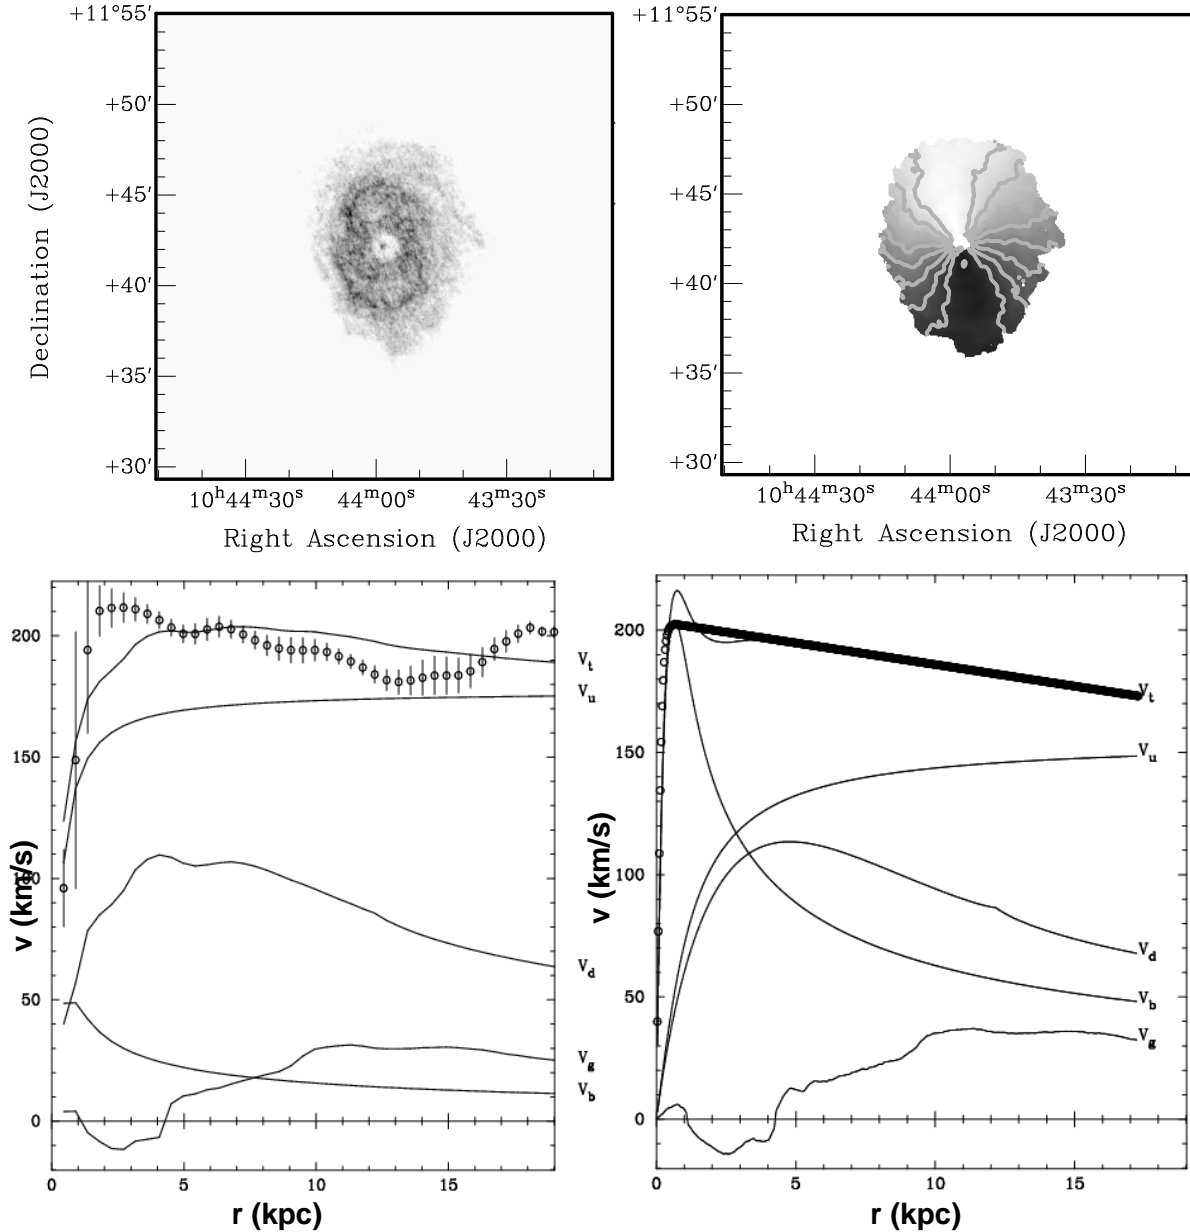 +11°55′
+50′
+45′
+40′
+35′
+30′
Declination (J2000)
10ʰ44ᵐ30ˢ 44ᵐ00ˢ 43ᵐ30ˢ
Right Ascension (J2000)
+11°55′
+50′
+45′
+40′
+35′
+30′
10ʰ44ᵐ30ˢ 44ᵐ00ˢ 43ᵐ30ˢ
Right Ascension (J2000)
200
150
100
50
0
v (km/s)
Vt
Vu
Vd
Vg
Vb
0 5 10 15
r (kpc)
200
150
100
50
0
v (km/s)
Vt
Vu
Vd
Vb
Vg
0 5 10 15
r (kpc)